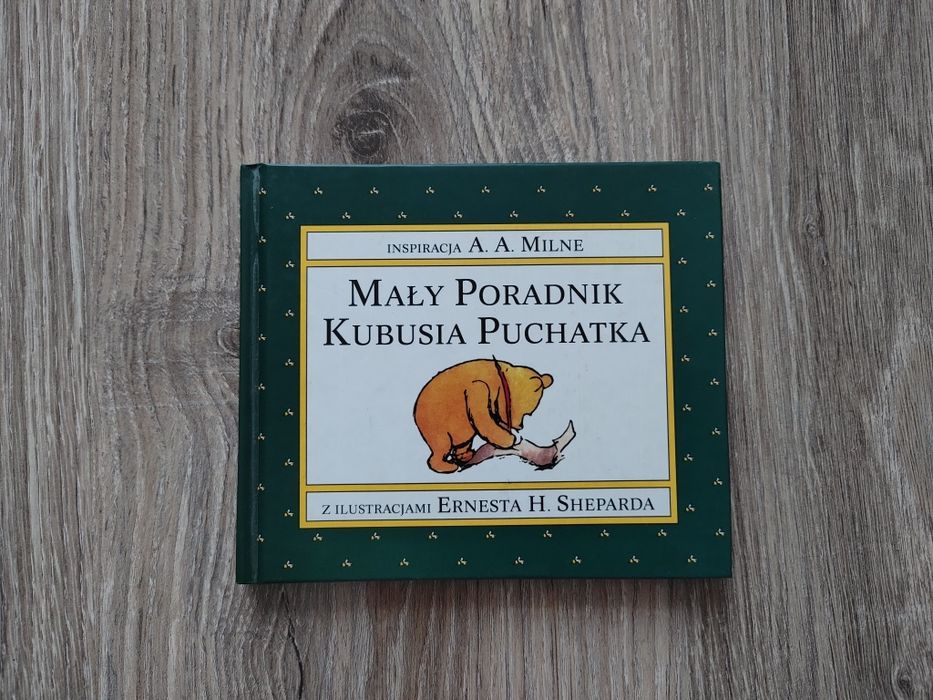 INSPIRACJA A. A. MILNE
MAŁY PORADNIK
KUBUSIA PUCHATKA
Z ILUSTRACJAMI ERNESTA H. SHEPARDA